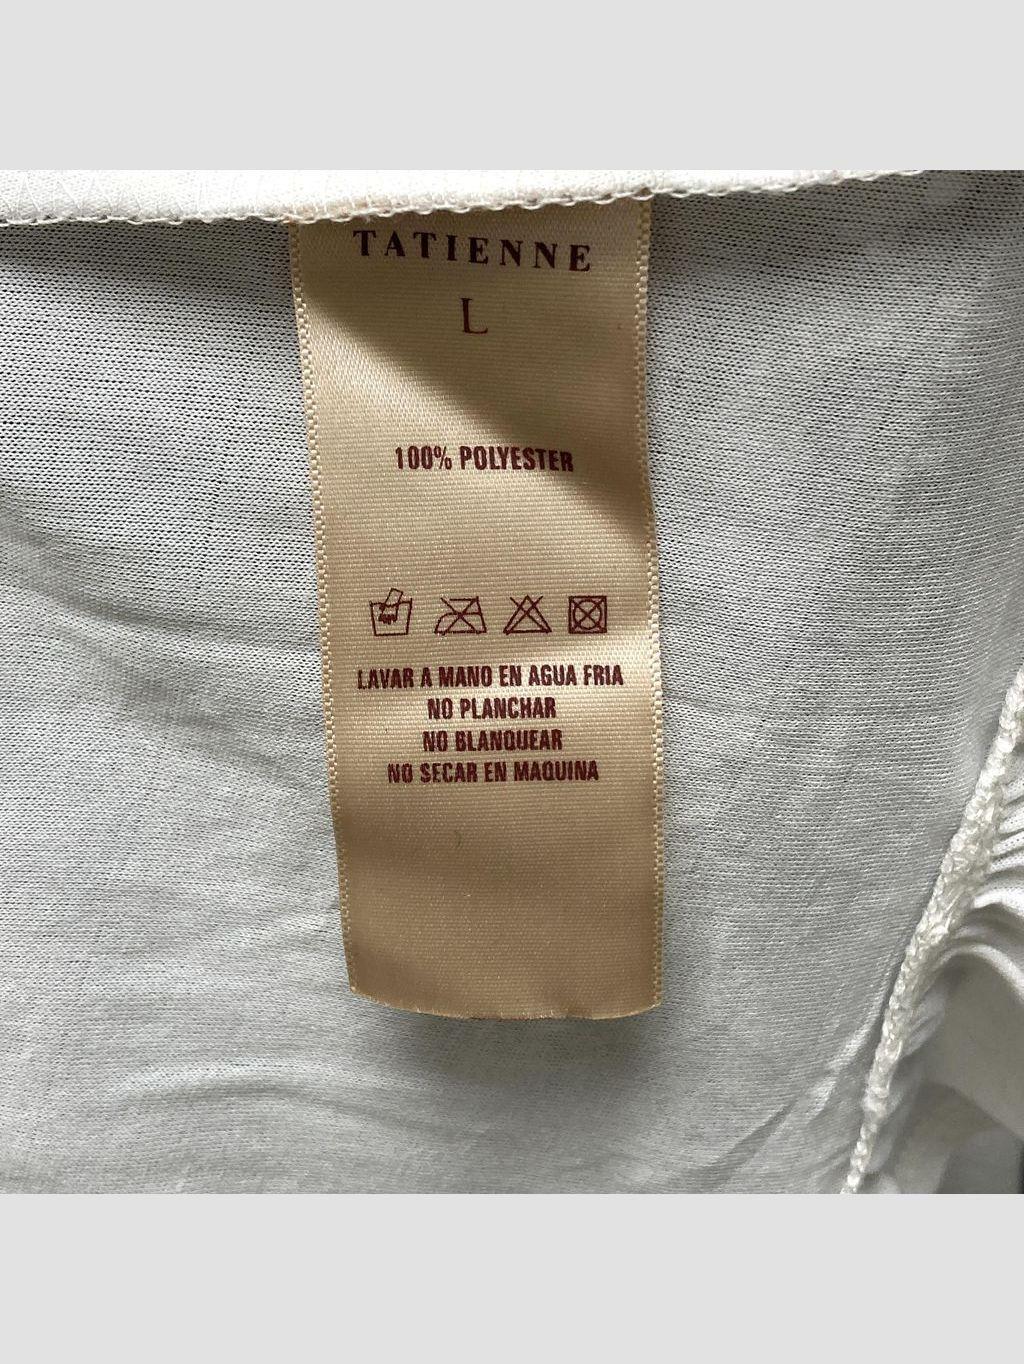 TATIENNE
L
100% POLYESTER
LAVAR A MANO EN AGUA FRIA
NO PLANCHAR
NO BLANQUEAR
NO SECAR EN MAQUINA